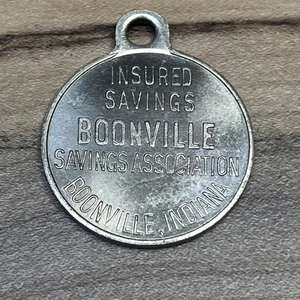 INSURED
SAVINGS
BOONVILLE
SAVINGS ASSOCIATION
BOONVILLE, INDIANA